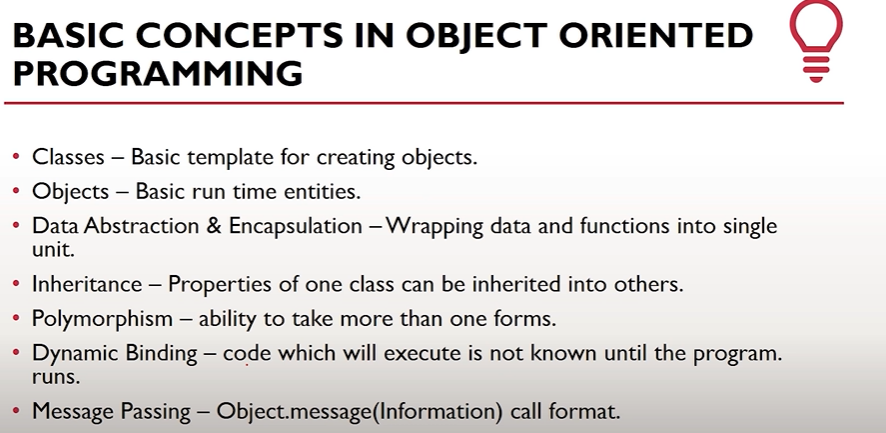 BASIC CONCEPTS IN OBJECT ORIENTED
PROGRAMMING
• Classes – Basic template for creating objects.
• Objects – Basic run time entities.
• Data Abstraction & Encapsulation – Wrapping data and functions into single
unit.
• Inheritance – Properties of one class can be inherited into others.
• Polymorphism – ability to take more than one forms.
• Dynamic Binding – code which will execute is not known until the program.
runs.
• Message Passing – Object.message(Information) call format.